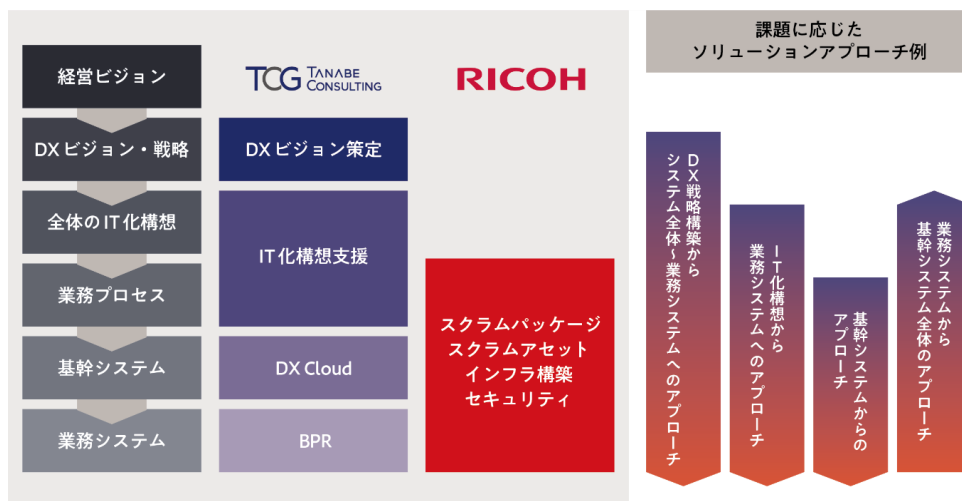 経営ビジョン
DXビジョン・戦略
全体のIT化構想
業務プロセス
基幹システム
業務システム
TCG TANABE
CONSULTING
DXビジョン策定
IT化構想支援
DX Cloud
BPR
RICOH
スクラムパッケージ
スクラムアセット
インフラ構築
セキュリティ
課題に応じた
ソリューションアプローチ例
DX戦略構築から
システム全体~業務システムへのアプローチ
IT化構想から
業務システムへのアプローチ
基幹システムからの
アプローチ
業務システムから
基幹システム全体のアプローチ